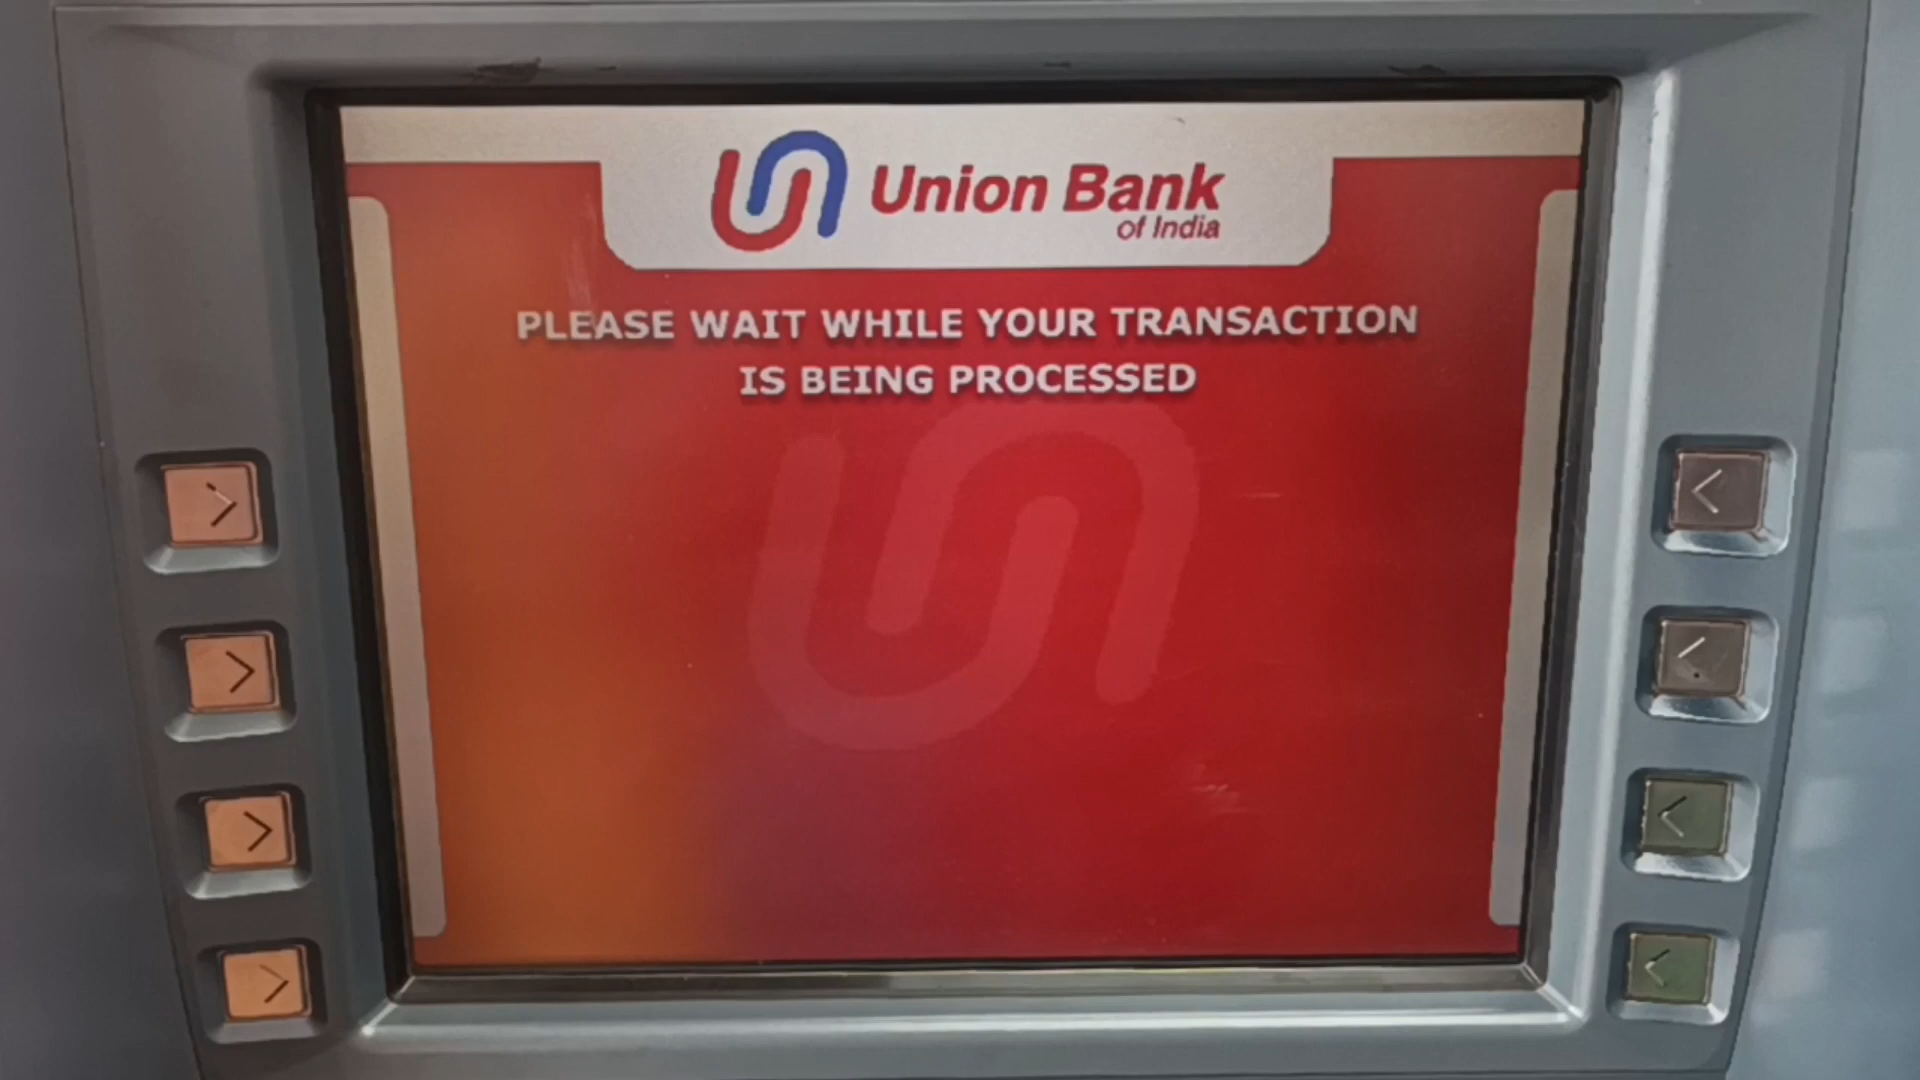 Union Bank
of India
PLEASE WAIT WHILE YOUR TRANSACTION
IS BEING PROCESSED